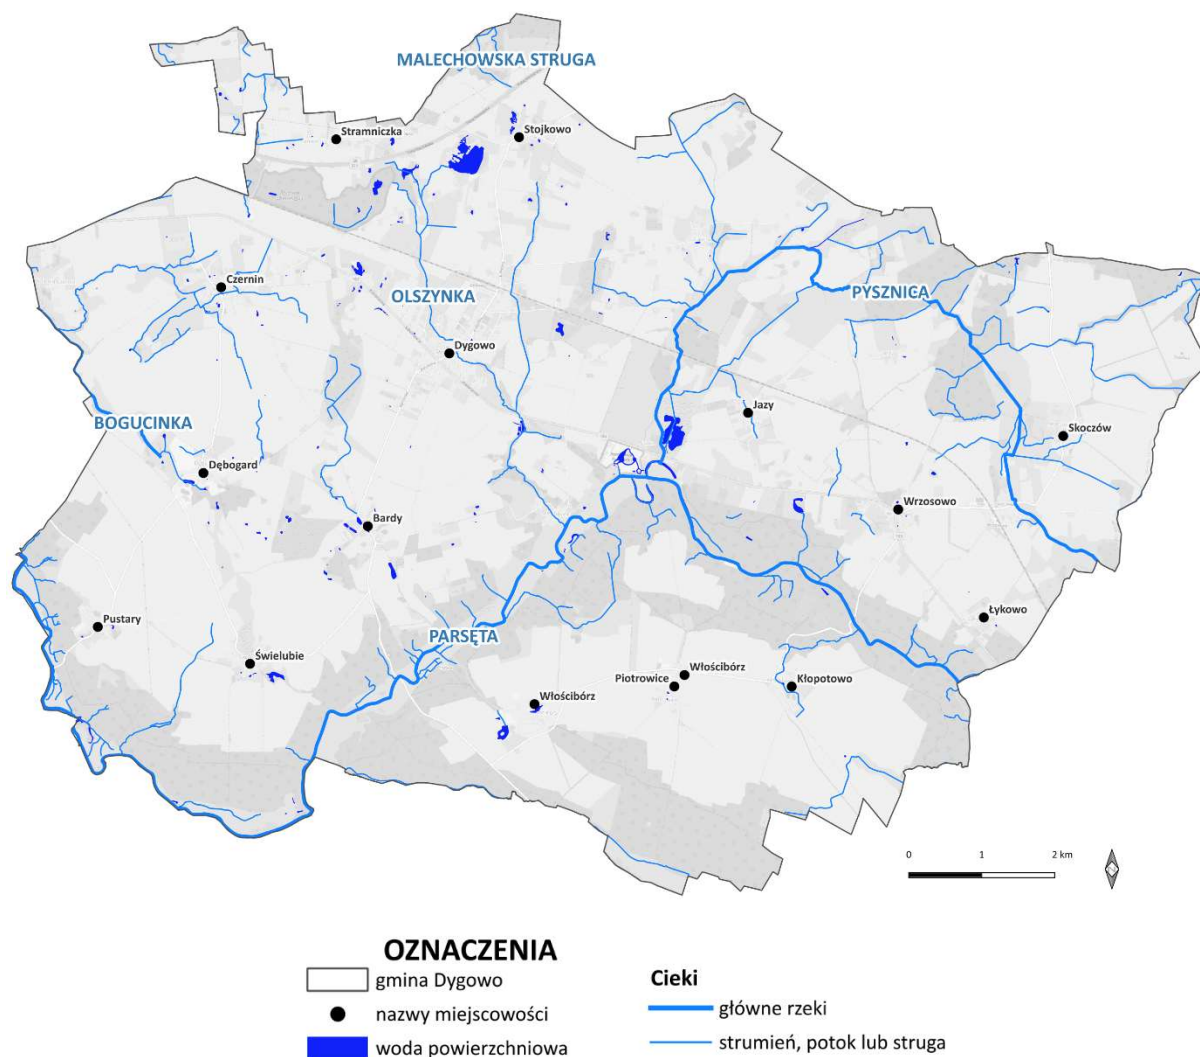 MALECHOWSKA STRUGA
Stramniczka
Stojkowo
Czernin
OLSZYNKA
PYSZNICA
Dygowo
Jazy
BOGUCINKA
Skoczów
Dębogard
Wrzosowo
Bardy
Pustary
Łykowo
PARSĘTA
Świelubie
Włościbórz
Piotrowice
Kłopotowo
Włościbórz
0 1 2 km
OZNACZENIA
gmina Dygowo
nazwy miejscowości
woda powierzchniowa
Cieki
główne rzeki
strumień, potok lub struga